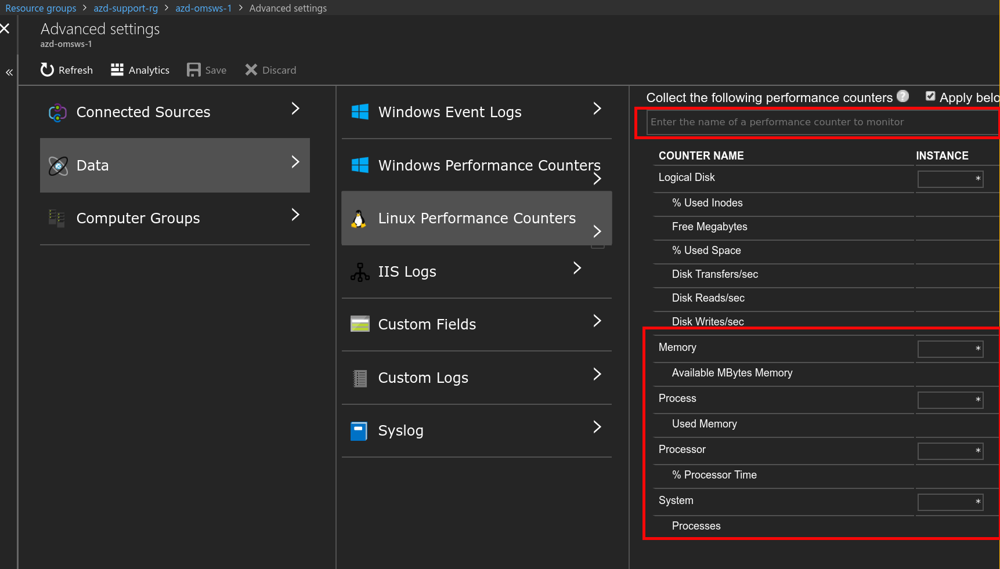 Resource groups > azd-support-rg > azd-omsws-1 > Advanced settings
Advanced settings
azd-omsws-1
Refresh Analytics Save Discard
Connected Sources
Data
Computer Groups
Windows Event Logs
Windows Performance Counters
Linux Performance Counters
IIS Logs
Custom Fields
Custom Logs
Syslog
Collect the following performance counters ? Apply belo
Enter the name of a performance counter to monitor
COUNTER NAME INSTANCE
Logical Disk *
% Used Inodes
Free Megabytes
% Used Space
Disk Transfers/sec
Disk Reads/sec
Disk Writes/sec
Memory *
Available MBytes Memory
Process *
Used Memory
Processor *
% Processor Time
System *
Processes